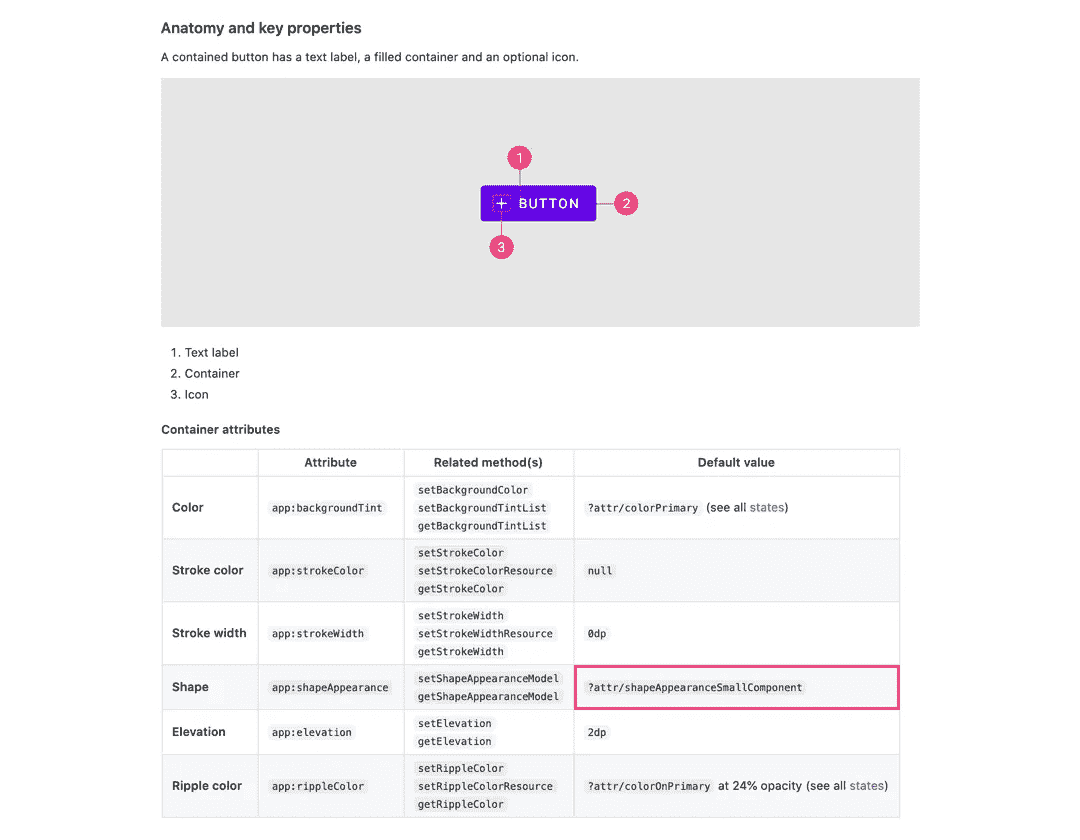 Anatomy and key properties
A contained button has a text label, a filled container and an optional icon.
1
BUTTON
2
3
1. Text label
2. Container
3. Icon
Container attributes
Attribute Related method(s) Default value
Color app:backgroundTint setBackgroundColor setBackgroundTintList getBackgroundTintList ?attr/colorPrimary (see all states)
Stroke color app:strokeColor setStrokeColor setStrokeColorResource getStrokeColor null
Stroke width app:strokeWidth setStrokeWidth setStrokeWidthResource getStrokeWidth 0dp
Shape app:shapeAppearance setShapeAppearanceModel getShapeAppearanceModel ?attr/shapeAppearanceSmallComponent
Elevation app:elevation setElevation getElevation 2dp
Ripple color app:rippleColor setRippleColor setRippleColorResource getRippleColor ?attr/colorOnPrimary at 24% opacity (see all states)